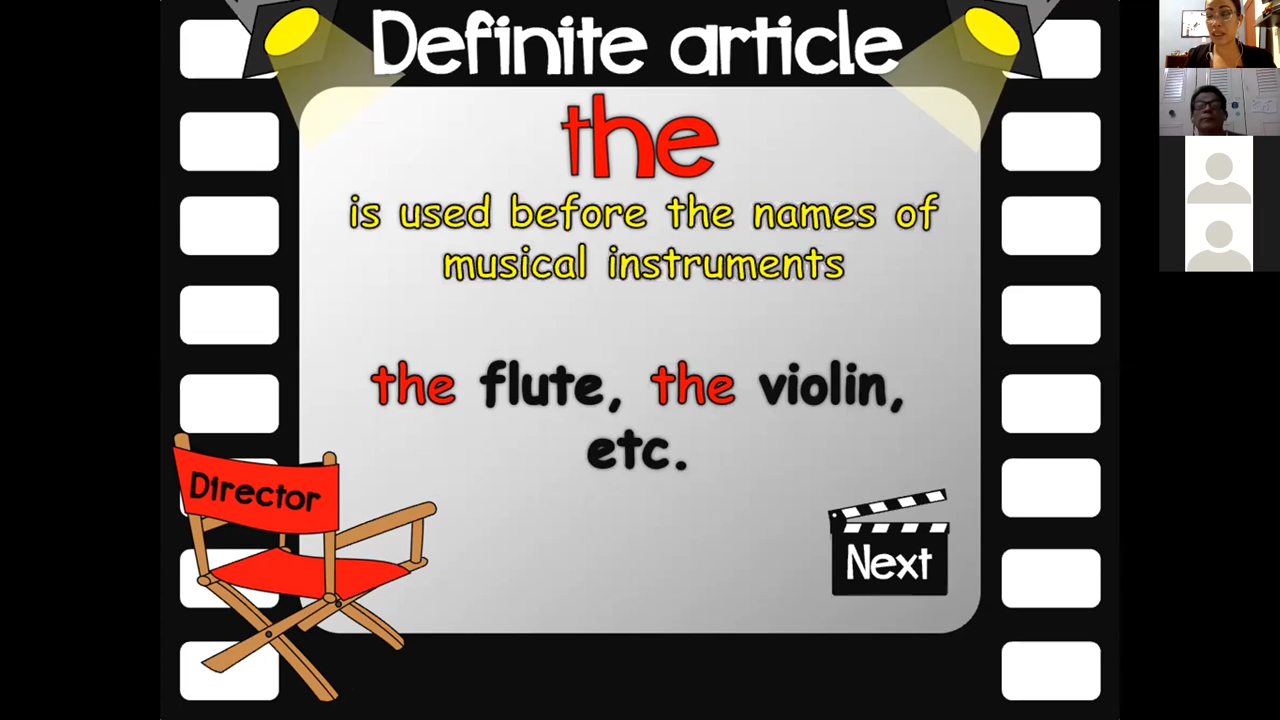 Definite article
the
is used before the names of
musical instruments
the flute, the violin,
etc.
Director
Next